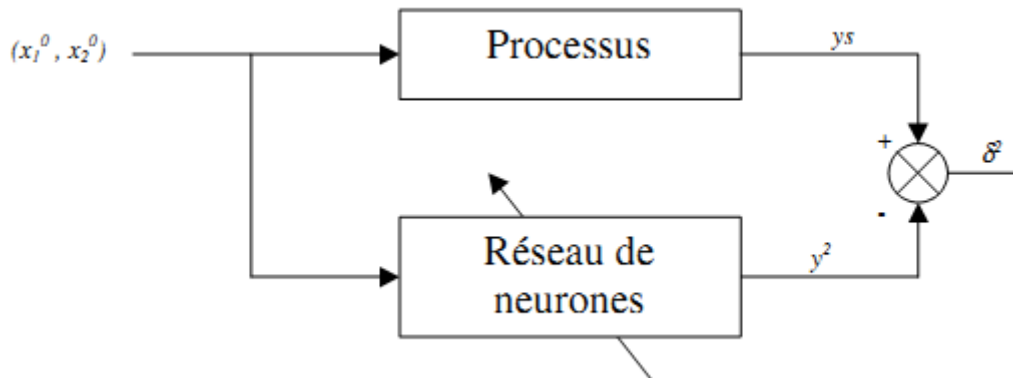 (x₁⁰ , x₂⁰)
Processus
ys
+
δ²
-
Réseau de
neurones
y²